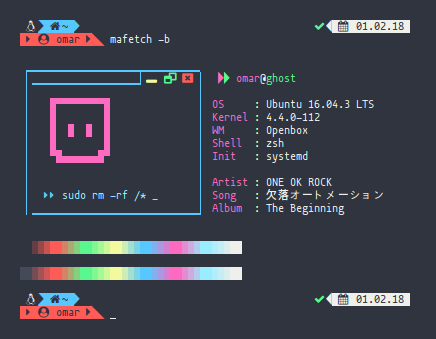 ~ 01.02.18
omar mafetch -b
omar@ghost
OS : Ubuntu 16.04.3 LTS
Kernel : 4.4.0-112
WM : Openbox
Shell : zsh
Init : systemd
Artist : ONE OK ROCK
Song : 欠落オートメーション
Album : The Beginning
sudo rm -rf /* _
~ 01.02.18
omar _